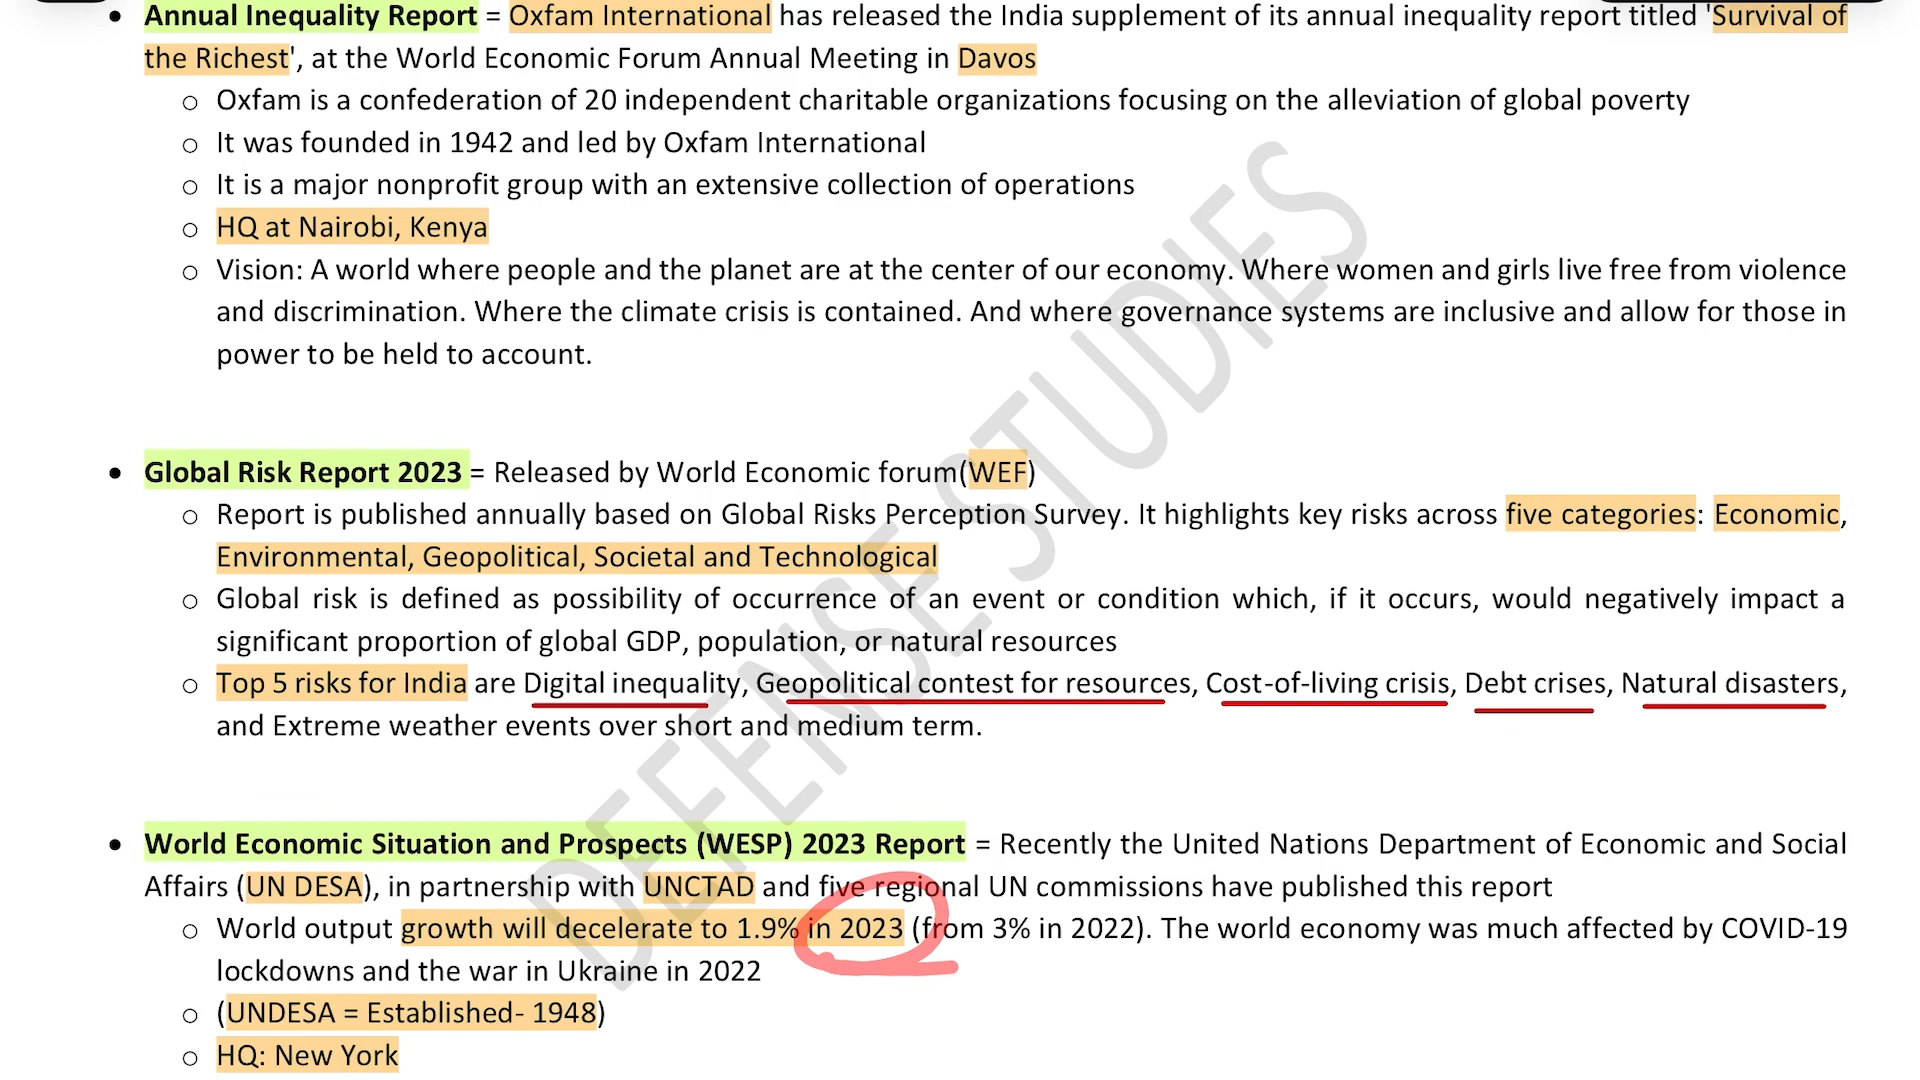 • Annual Inequality Report = Oxfam International has released the India supplement of its annual inequality report titled 'Survival of
the Richest', at the World Economic Forum Annual Meeting in Davos
○ Oxfam is a confederation of 20 independent charitable organizations focusing on the alleviation of global poverty
○ It was founded in 1942 and led by Oxfam International
○ It is a major nonprofit group with an extensive collection of operations
○ HQ at Nairobi, Kenya
○ Vision: A world where people and the planet are at the center of our economy. Where women and girls live free from violence
and discrimination. Where the climate crisis is contained. And where governance systems are inclusive and allow for those in
power to be held to account.
• Global Risk Report 2023 = Released by World Economic forum(WEF)
○ Report is published annually based on Global Risks Perception Survey. It highlights key risks across five categories: Economic,
Environmental, Geopolitical, Societal and Technological
○ Global risk is defined as possibility of occurrence of an event or condition which, if it occurs, would negatively impact a
significant proportion of global GDP, population, or natural resources
○ Top 5 risks for India are Digital inequality, Geopolitical contest for resources, Cost-of-living crisis, Debt crises, Natural disasters,
and Extreme weather events over short and medium term.
• World Economic Situation and Prospects (WESP) 2023 Report = Recently the United Nations Department of Economic and Social
Affairs (UN DESA), in partnership with UNCTAD and five regional UN commissions have published this report
○ World output growth will decelerate to 1.9% in 2023 (from 3% in 2022). The world economy was much affected by COVID-19
lockdowns and the war in Ukraine in 2022
○ (UNDESA = Established- 1948)
○ HQ: New York
DEFENSE STUDIES